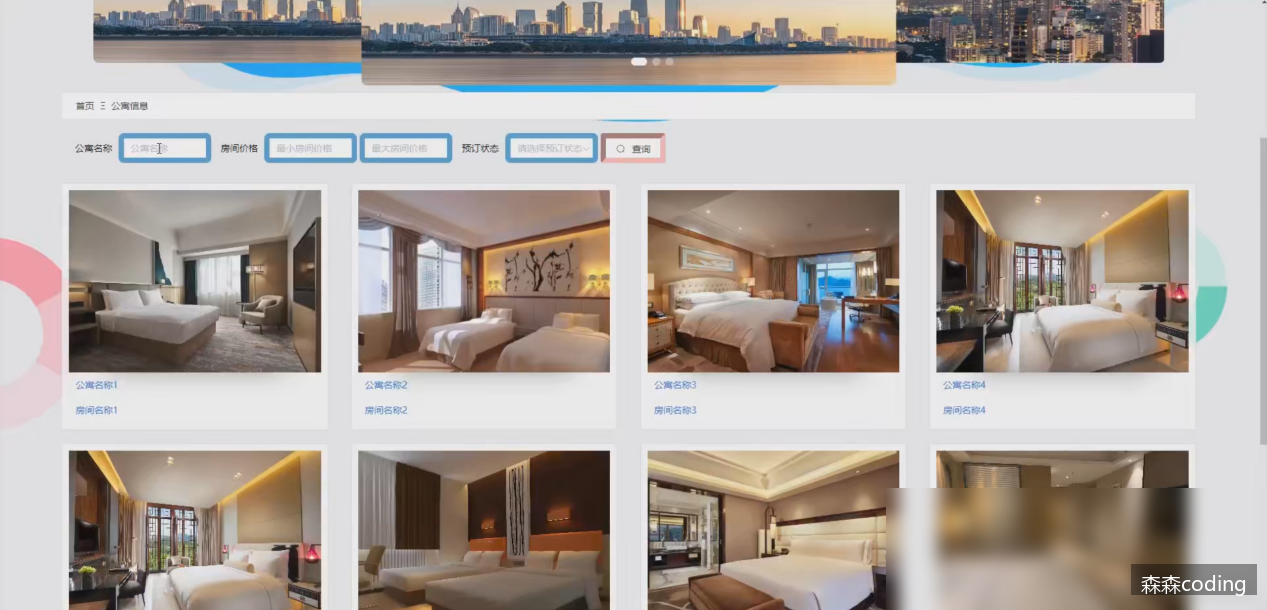 首页 Ξ 公寓信息
公寓名称 公寓名称 房间价格 最小房间价格 最大房间价格 预订状态 请选择预订状态 查询
公寓名称1 公寓名称2 公寓名称3 公寓名称4
房间名称1 房间名称2 房间名称3 房间名称4
森森coding